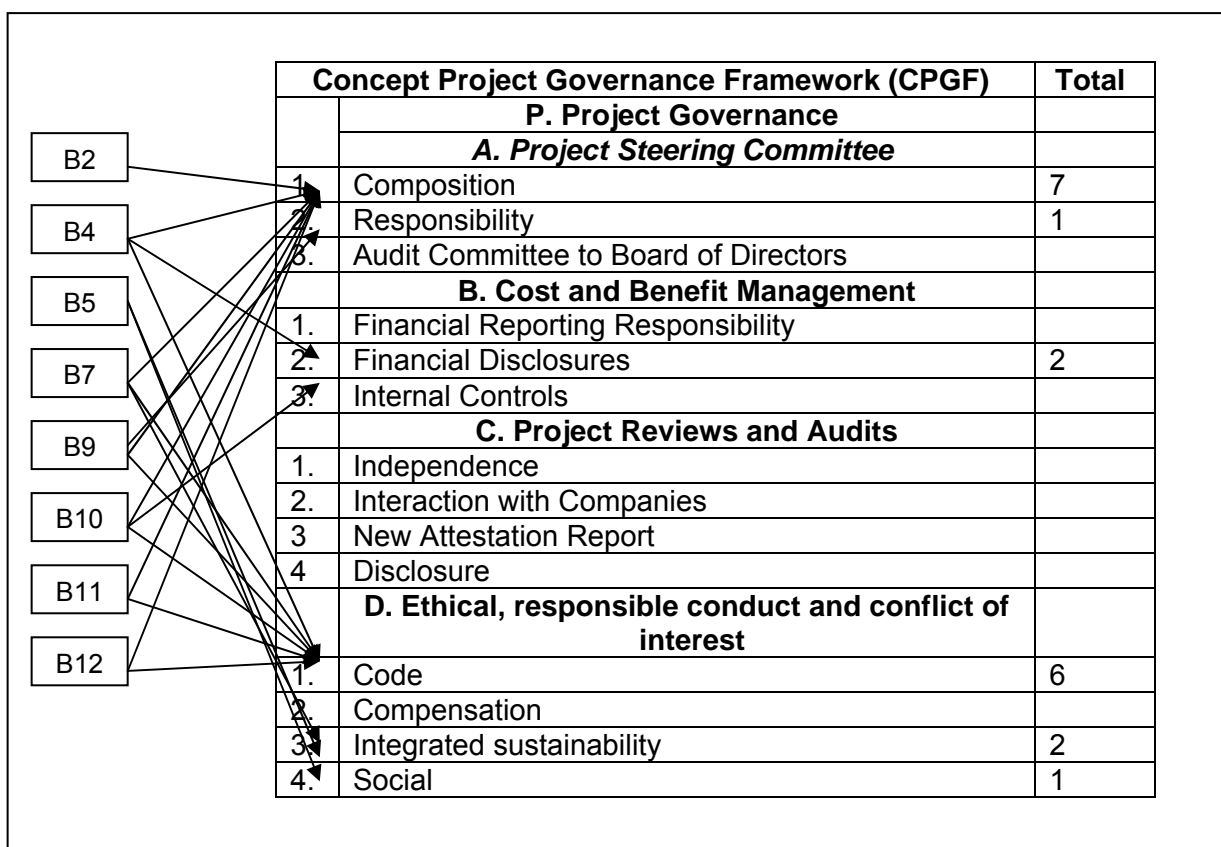 Concept Project Governance Framework (CPGF) Total
P. Project Governance
A. Project Steering Committee
1. Composition 7
2. Responsibility 1
3. Audit Committee to Board of Directors
B. Cost and Benefit Management
1. Financial Reporting Responsibility
2. Financial Disclosures 2
3. Internal Controls
C. Project Reviews and Audits
1. Independence
2. Interaction with Companies
3 New Attestation Report
4 Disclosure
D. Ethical, responsible conduct and conflict of
interest
1. Code 6
2. Compensation
3. Integrated sustainability 2
4. Social 1
B2
B4
B5
B7
B9
B10
B11
B12